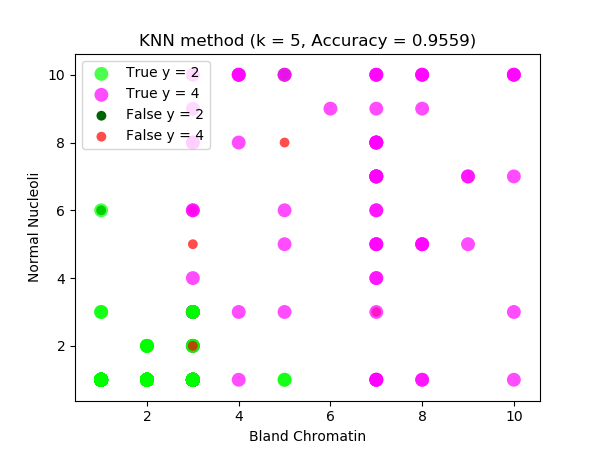 KNN method (k = 5, Accuracy = 0.9559)
True y = 2
True y = 4
False y = 2
False y = 4
Normal Nucleoli
10
8
6
4
2
2 4 6 8 10
Bland Chromatin